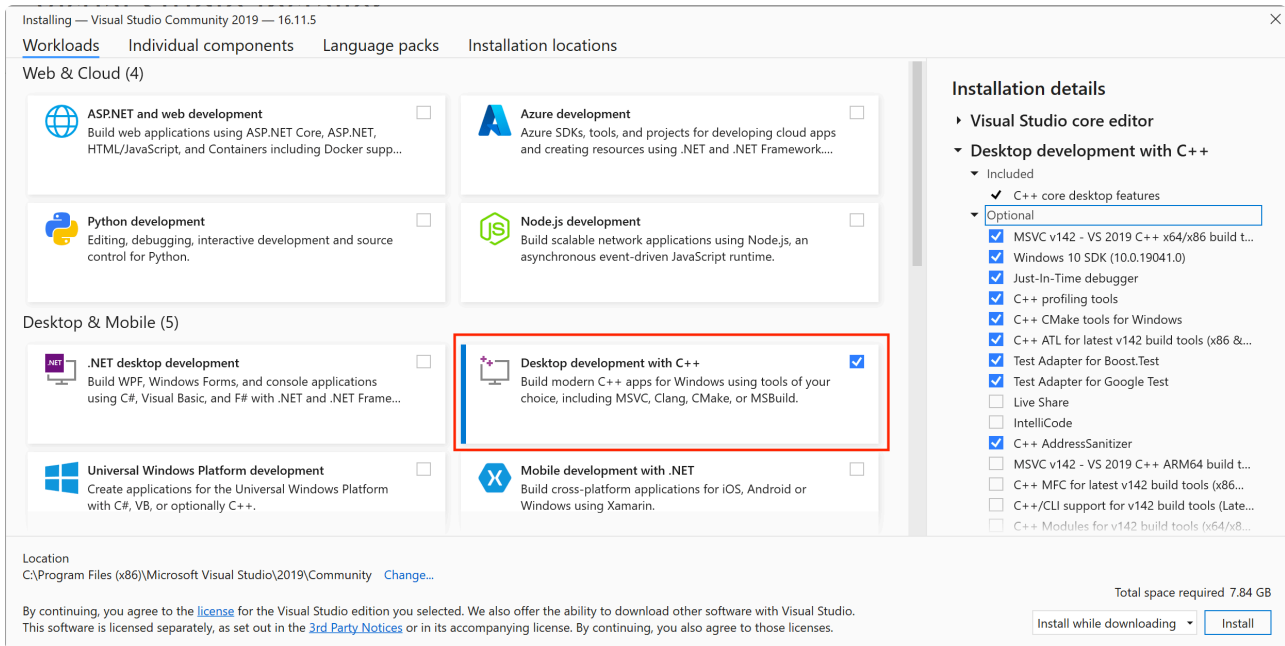 Installing — Visual Studio Community 2019 — 16.11.5
Workloads
Individual components
Language packs
Installation locations
Web & Cloud (4)
ASP.NET and web development
Build web applications using ASP.NET Core, ASP.NET,
HTML/JavaScript, and Containers including Docker supp...
Azure development
Azure SDKs, tools, and projects for developing cloud apps
and creating resources using .NET and .NET Framework....
Python development
Editing, debugging, interactive development and source
control for Python.
JS
Node.js development
Build scalable network applications using Node.js, an
asynchronous event-driven JavaScript runtime.
Desktop & Mobile (5)
.NET
.NET desktop development
Build WPF, Windows Forms, and console applications
using C#, Visual Basic, and F# with .NET and .NET Frame...
Desktop development with C++
Build modern C++ apps for Windows using tools of your
choice, including MSVC, Clang, CMake, or MSBuild.
Universal Windows Platform development
Create applications for the Universal Windows Platform
with C#, VB, or optionally C++.
Mobile development with .NET
Build cross-platform applications for iOS, Android or
Windows using Xamarin.
Installation details
Visual Studio core editor
Desktop development with C++
Included
C++ core desktop features
Optional
MSVC v142 - VS 2019 C++ x64/x86 build t...
Windows 10 SDK (10.0.19041.0)
Just-In-Time debugger
C++ profiling tools
C++ CMake tools for Windows
C++ ATL for latest v142 build tools (x86 &...
Test Adapter for Boost.Test
Test Adapter for Google Test
Live Share
IntelliCode
C++ AddressSanitizer
MSVC v142 - VS 2019 C++ ARM64 build t...
C++ MFC for latest v142 build tools (x86...
C++/CLI support for v142 build tools (Late...
C++ Modules for v142 build tools (x64/x8...
Location
C:\Program Files (x86)\Microsoft Visual Studio\2019\Community Change...
By continuing, you agree to the license for the Visual Studio edition you selected. We also offer the ability to download other software with Visual Studio.
This software is licensed separately, as set out in the 3rd Party Notices or in its accompanying license. By continuing, you also agree to those licenses.
Total space required 7.84 GB
Install while downloading
Install